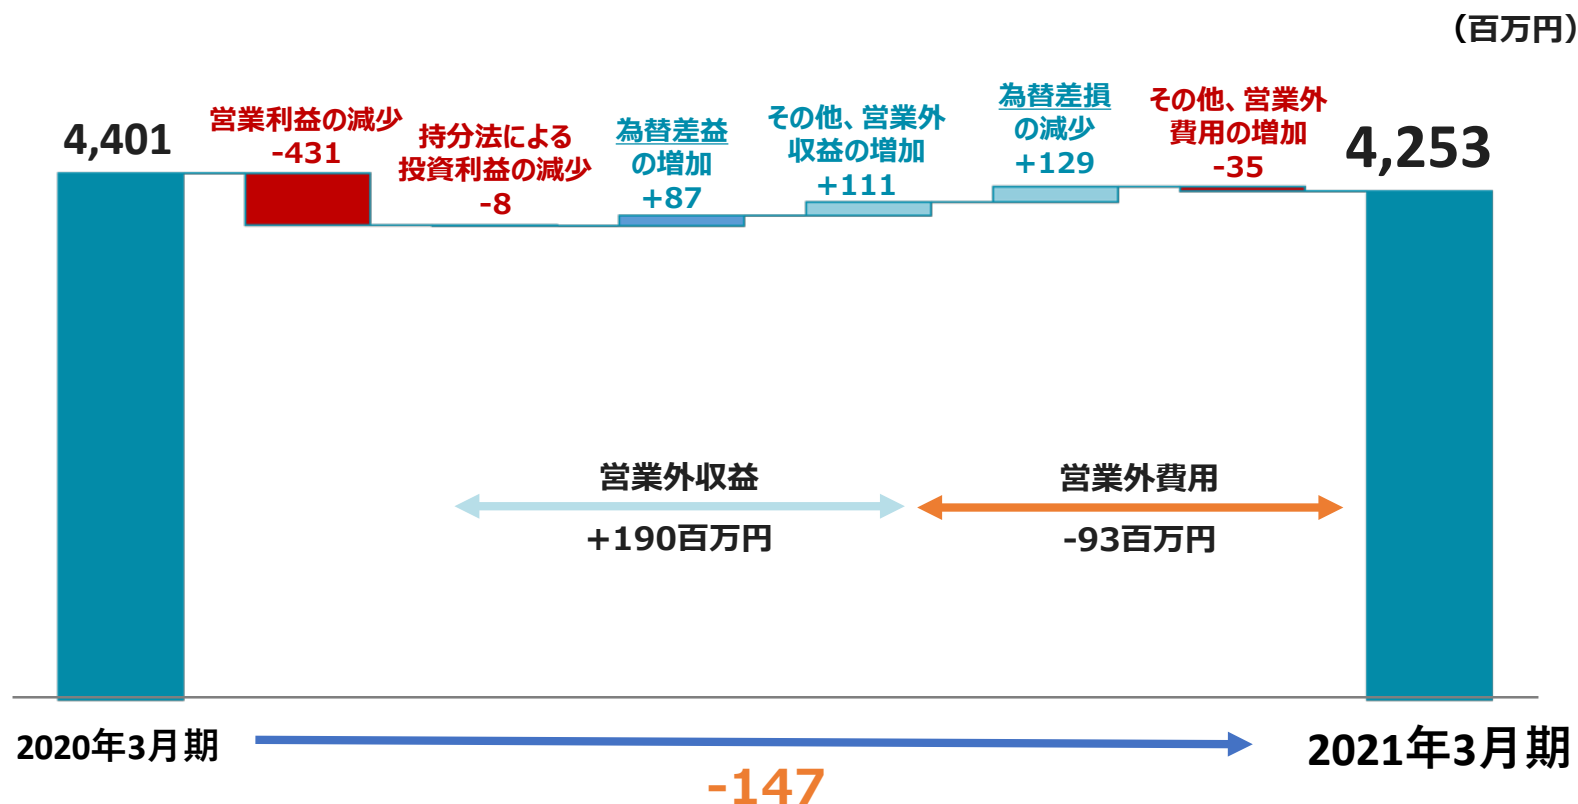 （百万円）
4,401
営業利益の減少
-431
持分法による
投資利益の減少
-8
為替差益
の増加
+87
その他、営業外
収益の増加
+111
為替差損
の減少
+129
その他、営業外
費用の増加
-35
4,253
営業外収益
+190百万円
営業外費用
-93百万円
2020年3月期
2021年3月期
-147